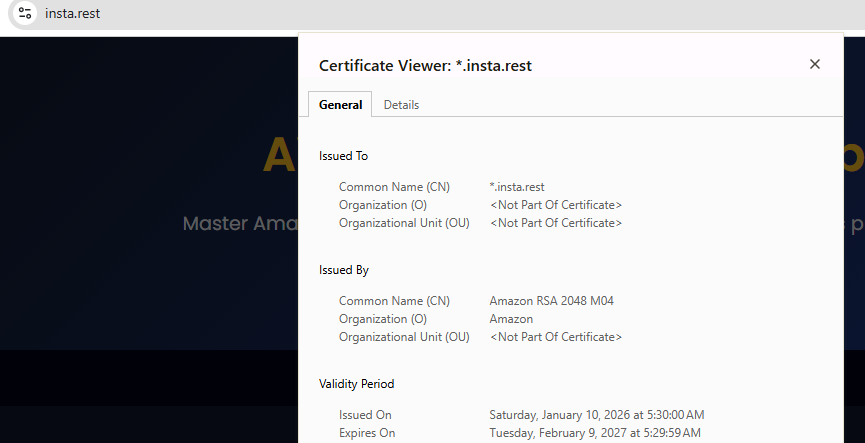 insta.rest
Certificate Viewer: *.insta.rest
General Details
Issued To
Common Name (CN) *.insta.rest
Organization (O) <Not Part Of Certificate>
Organizational Unit (OU) <Not Part Of Certificate>
Master Ama
Issued By
Common Name (CN) Amazon RSA 2048 M04
Organization (O) Amazon
Organizational Unit (OU) <Not Part Of Certificate>
Validity Period
Issued On Saturday, January 10, 2026 at 5:30:00 AM
Expires On Tuesday, February 9, 2027 at 5:29:59 AM